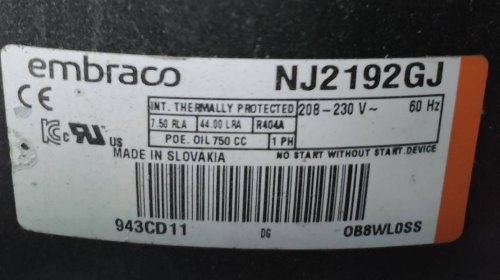 embraco NJ2192GJ
CE
INT. THERMALLY PROTECTED 208-230 V~ 60 Hz
7.50 RLA 44.00 LRA R404A
POE. OIL 750 CC 1 PH
c US
MADE IN SLOVAKIA NO START WITHOUT START DEVICE
943CD11 DG OB8WL0SS